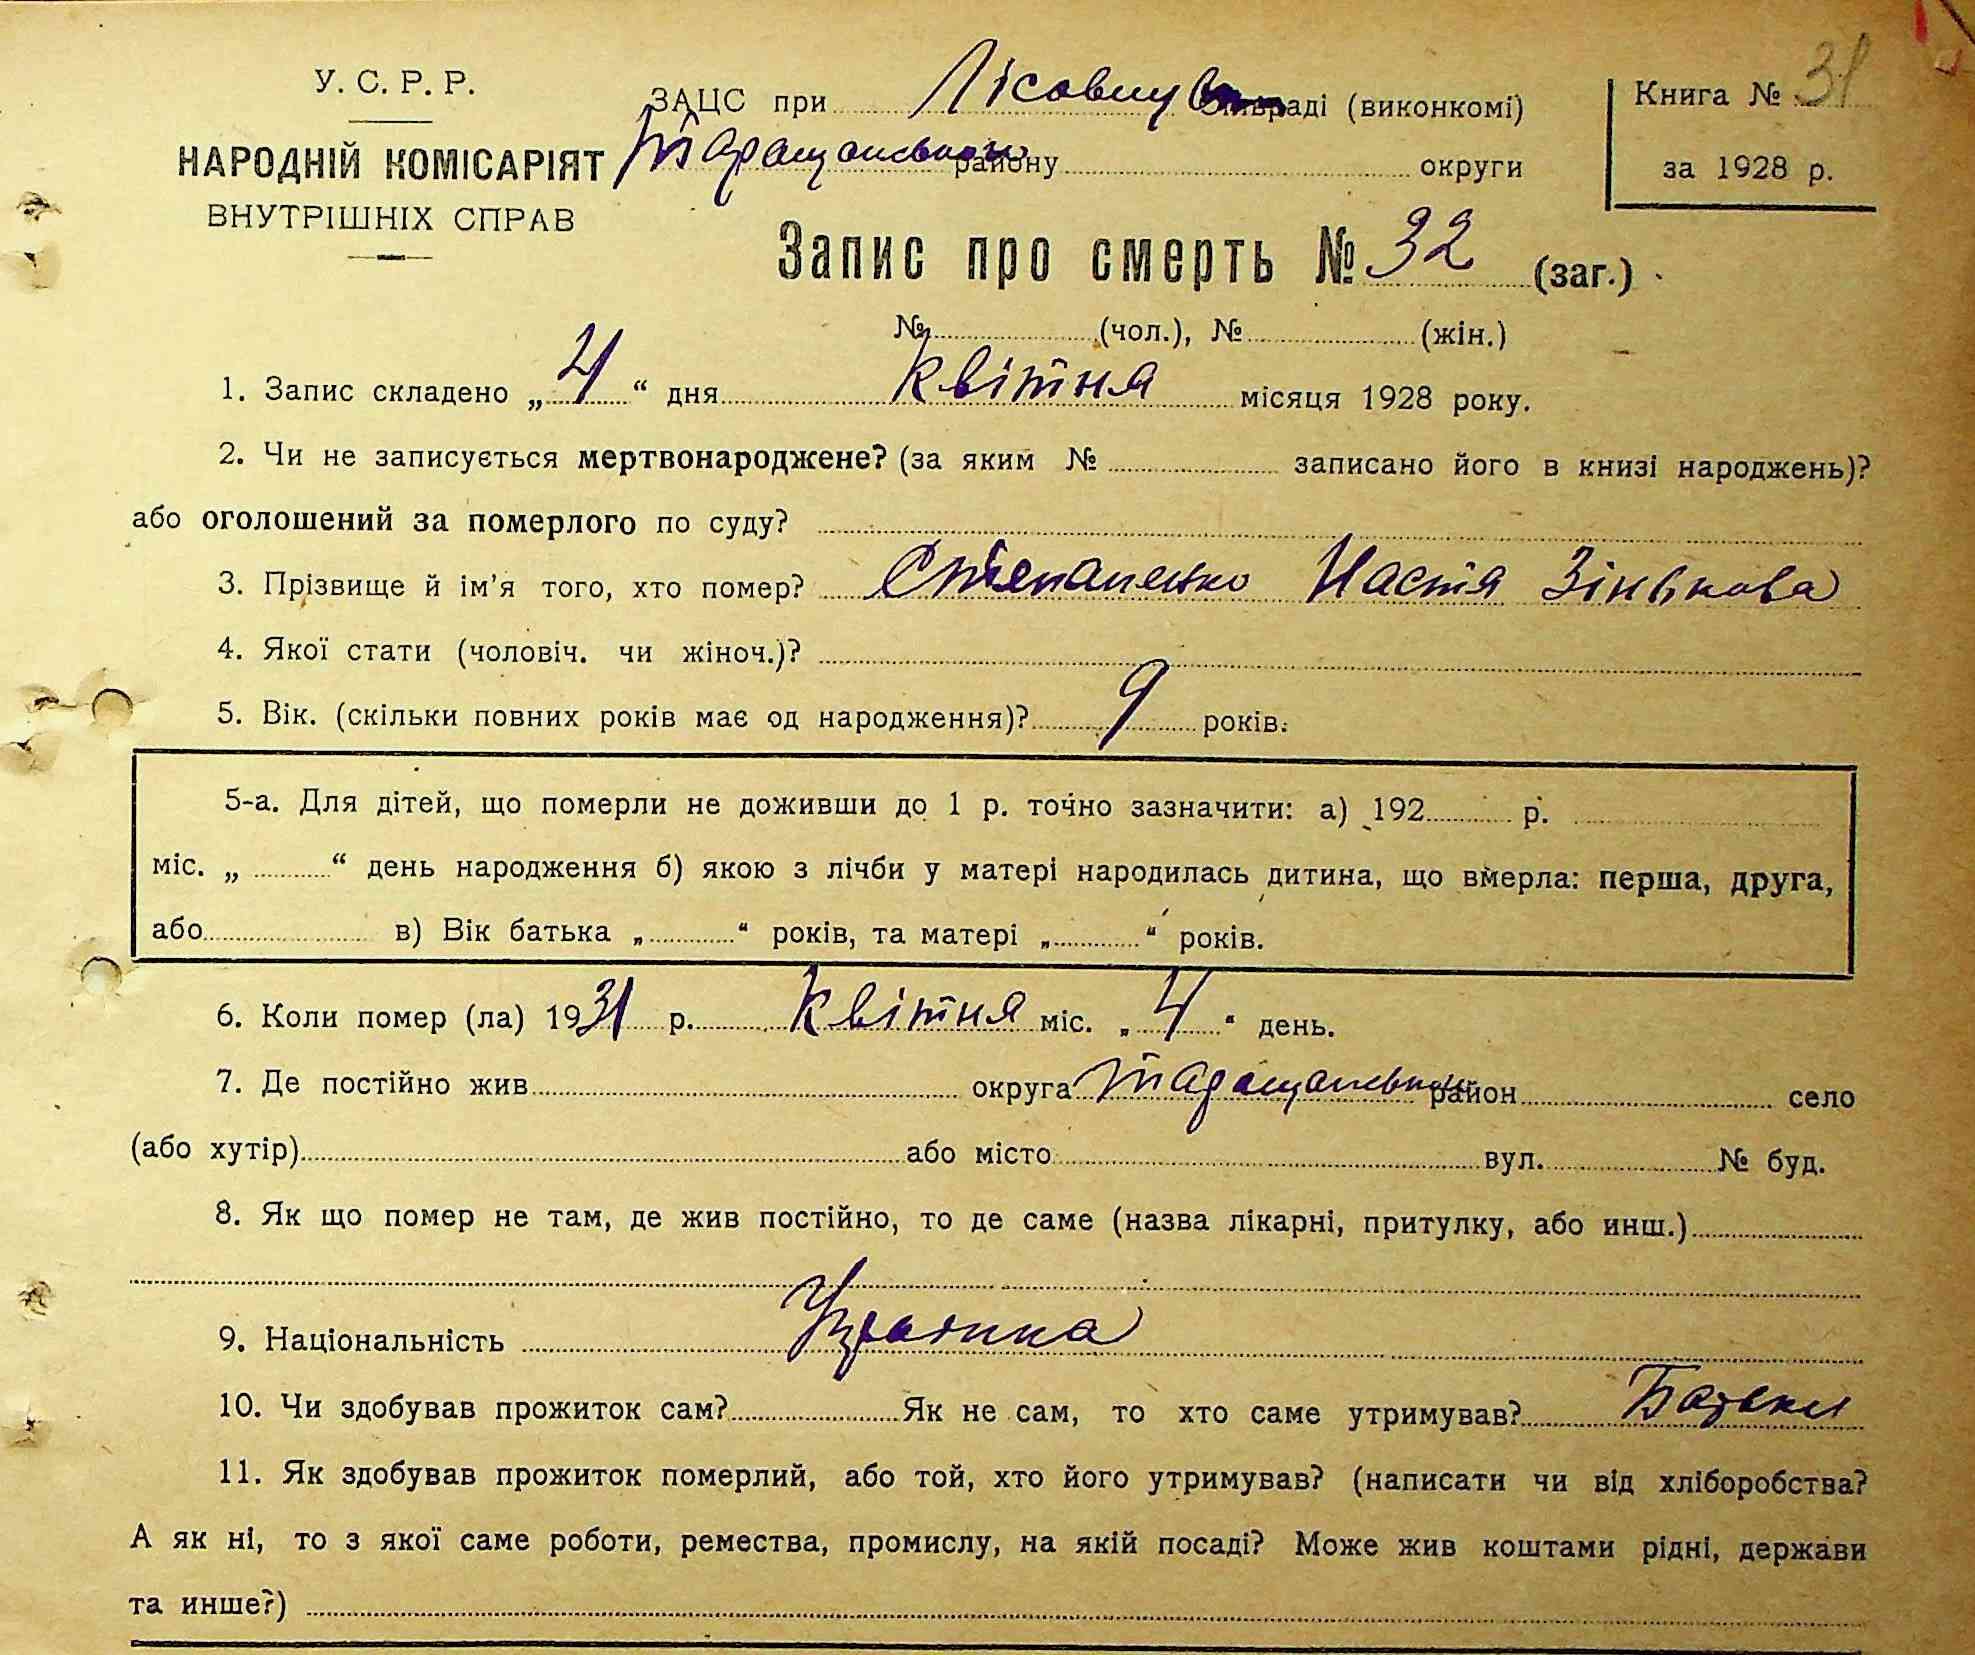 У. С. Р. Р.
НАРОДНІЙ КОМІСАРІЯТ
ВНУТРІШНІХ СПРАВ
ЗАЦС при раді (виконкомі)
району округи
Книга № 31
за 1928 р.
Запис про смерть № 32 (заг.)
№ (чол.), № (жін.)
1. Запис складено „ 4 “ дня Квітня місяця 1928 року.
2. Чи не записується мертвонароджене? (за яким № записано його в книзі народжень)?
або оголошений за померлого по суду?
3. Прізвище й ім'я того, хто помер? Степаненко Настя Зінькова
4. Якої стати (чоловіч. чи жіноч.)?
5. Вік. (скільки повних років має од народження)? 9 років.
5-а. Для дітей, що померли не доживши до 1 р. точно зазначити: а) 192 р.
міс. „ “ день народження б) якою з лічби у матері народилась дитина, що вмерла: перша, друга,
або в) Вік батька „ “ років, та матері „ “ років.
6. Коли помер (ла) 1931 р. Квітня міс. „ 4 “ день.
7. Де постійно жив округа район село
(або хутір) або місто вул. № буд.
8. Як що помер не там, де жив постійно, то де саме (назва лікарні, притулку, або инш.)
9. Національність
10. Чи здобував прожиток сам? Як не сам, то хто саме утримував? Батьки
11. Як здобував прожиток померлий, або той, хто його утримував? (написати чи від хліборобства?
А як ні, то з якої саме роботи, ремества, промислу, на якій посаді? Може жив коштами рідні, держави
та инше?)